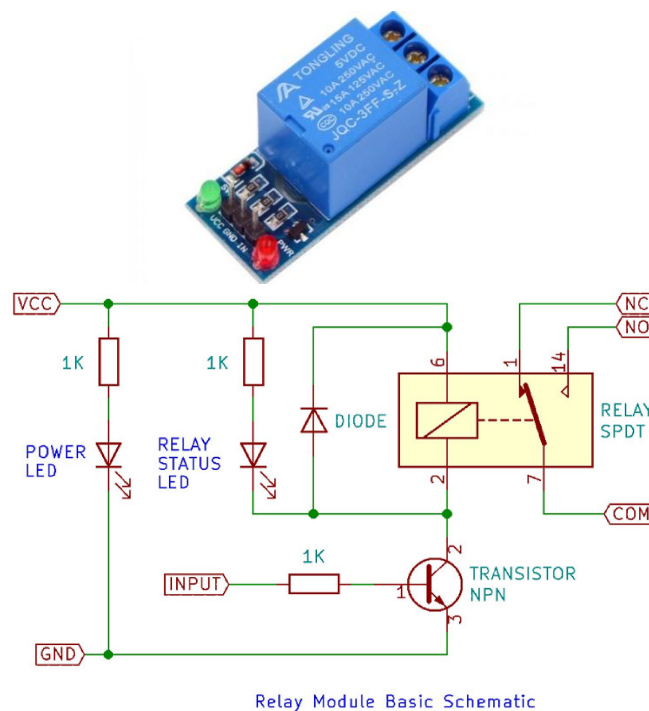 TONGLING
5VDC
10A 250VAC
15A 125VAC
10A 250VAC
JQC-3FF-S-Z
VCC GND IN
PWR
VCC
NC
NO
1K
1K
6
1
14
DIODE
RELAY
SPDT
POWER
LED
RELAY
STATUS
LED
2
7
COM
1K
2
INPUT
1
TRANSISTOR
NPN
3
GND
Relay Module Basic Schematic